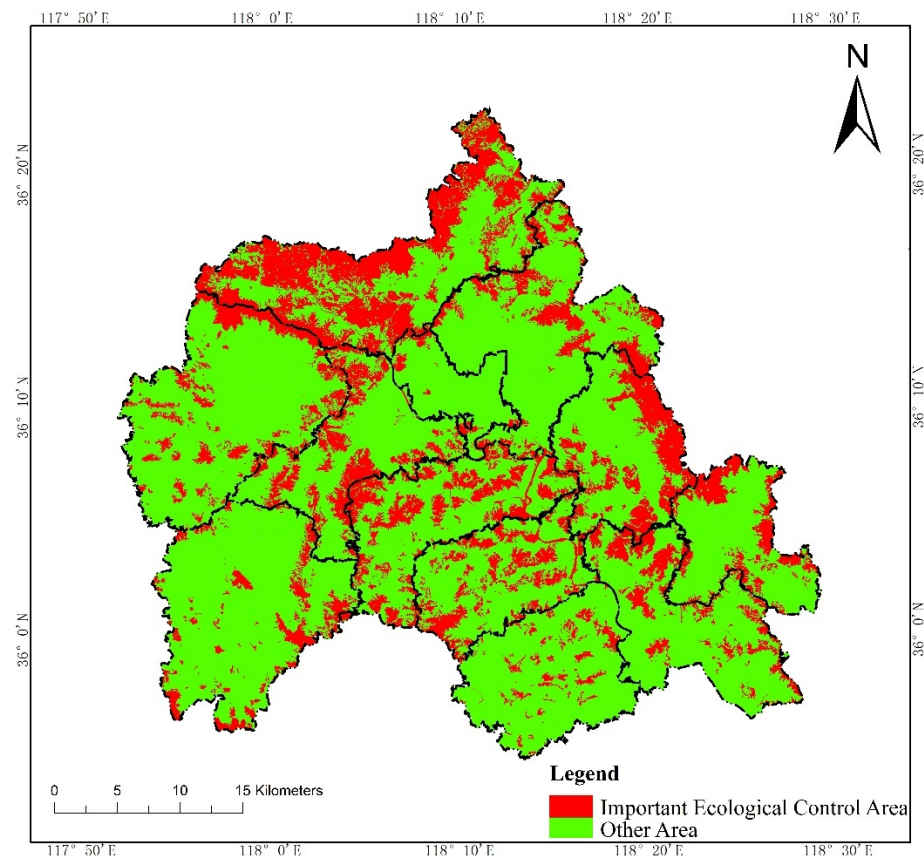 117° 50′E 118° 0′E 118° 10′E 118° 20′E 118° 30′E
N
36° 20′N 36° 20′N
36° 10′N 36° 10′N
36° 0′N 36° 0′N
Legend
0 5 10 15 Kilometers
Important Ecological Control Area
Other Area
117° 50′E 118° 0′E 118° 10′E 118° 20′E 118° 30′E